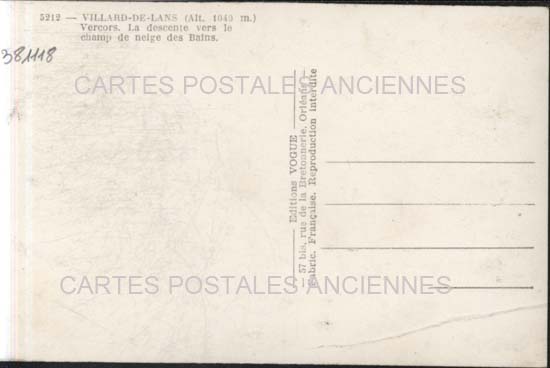 5212 — VILLARD-DE-LANS (Alt. 1040 m.)
Vercors. La descente vers le
champ de neige des Bains.
381118
CARTES POSTALES ANCIENNES
Editions VOGUE
57 bis, rue de la Bretonnerie, Orléans
Fabric. Française. Reproduction interdite
CARTES POSTALES ANCIENNES